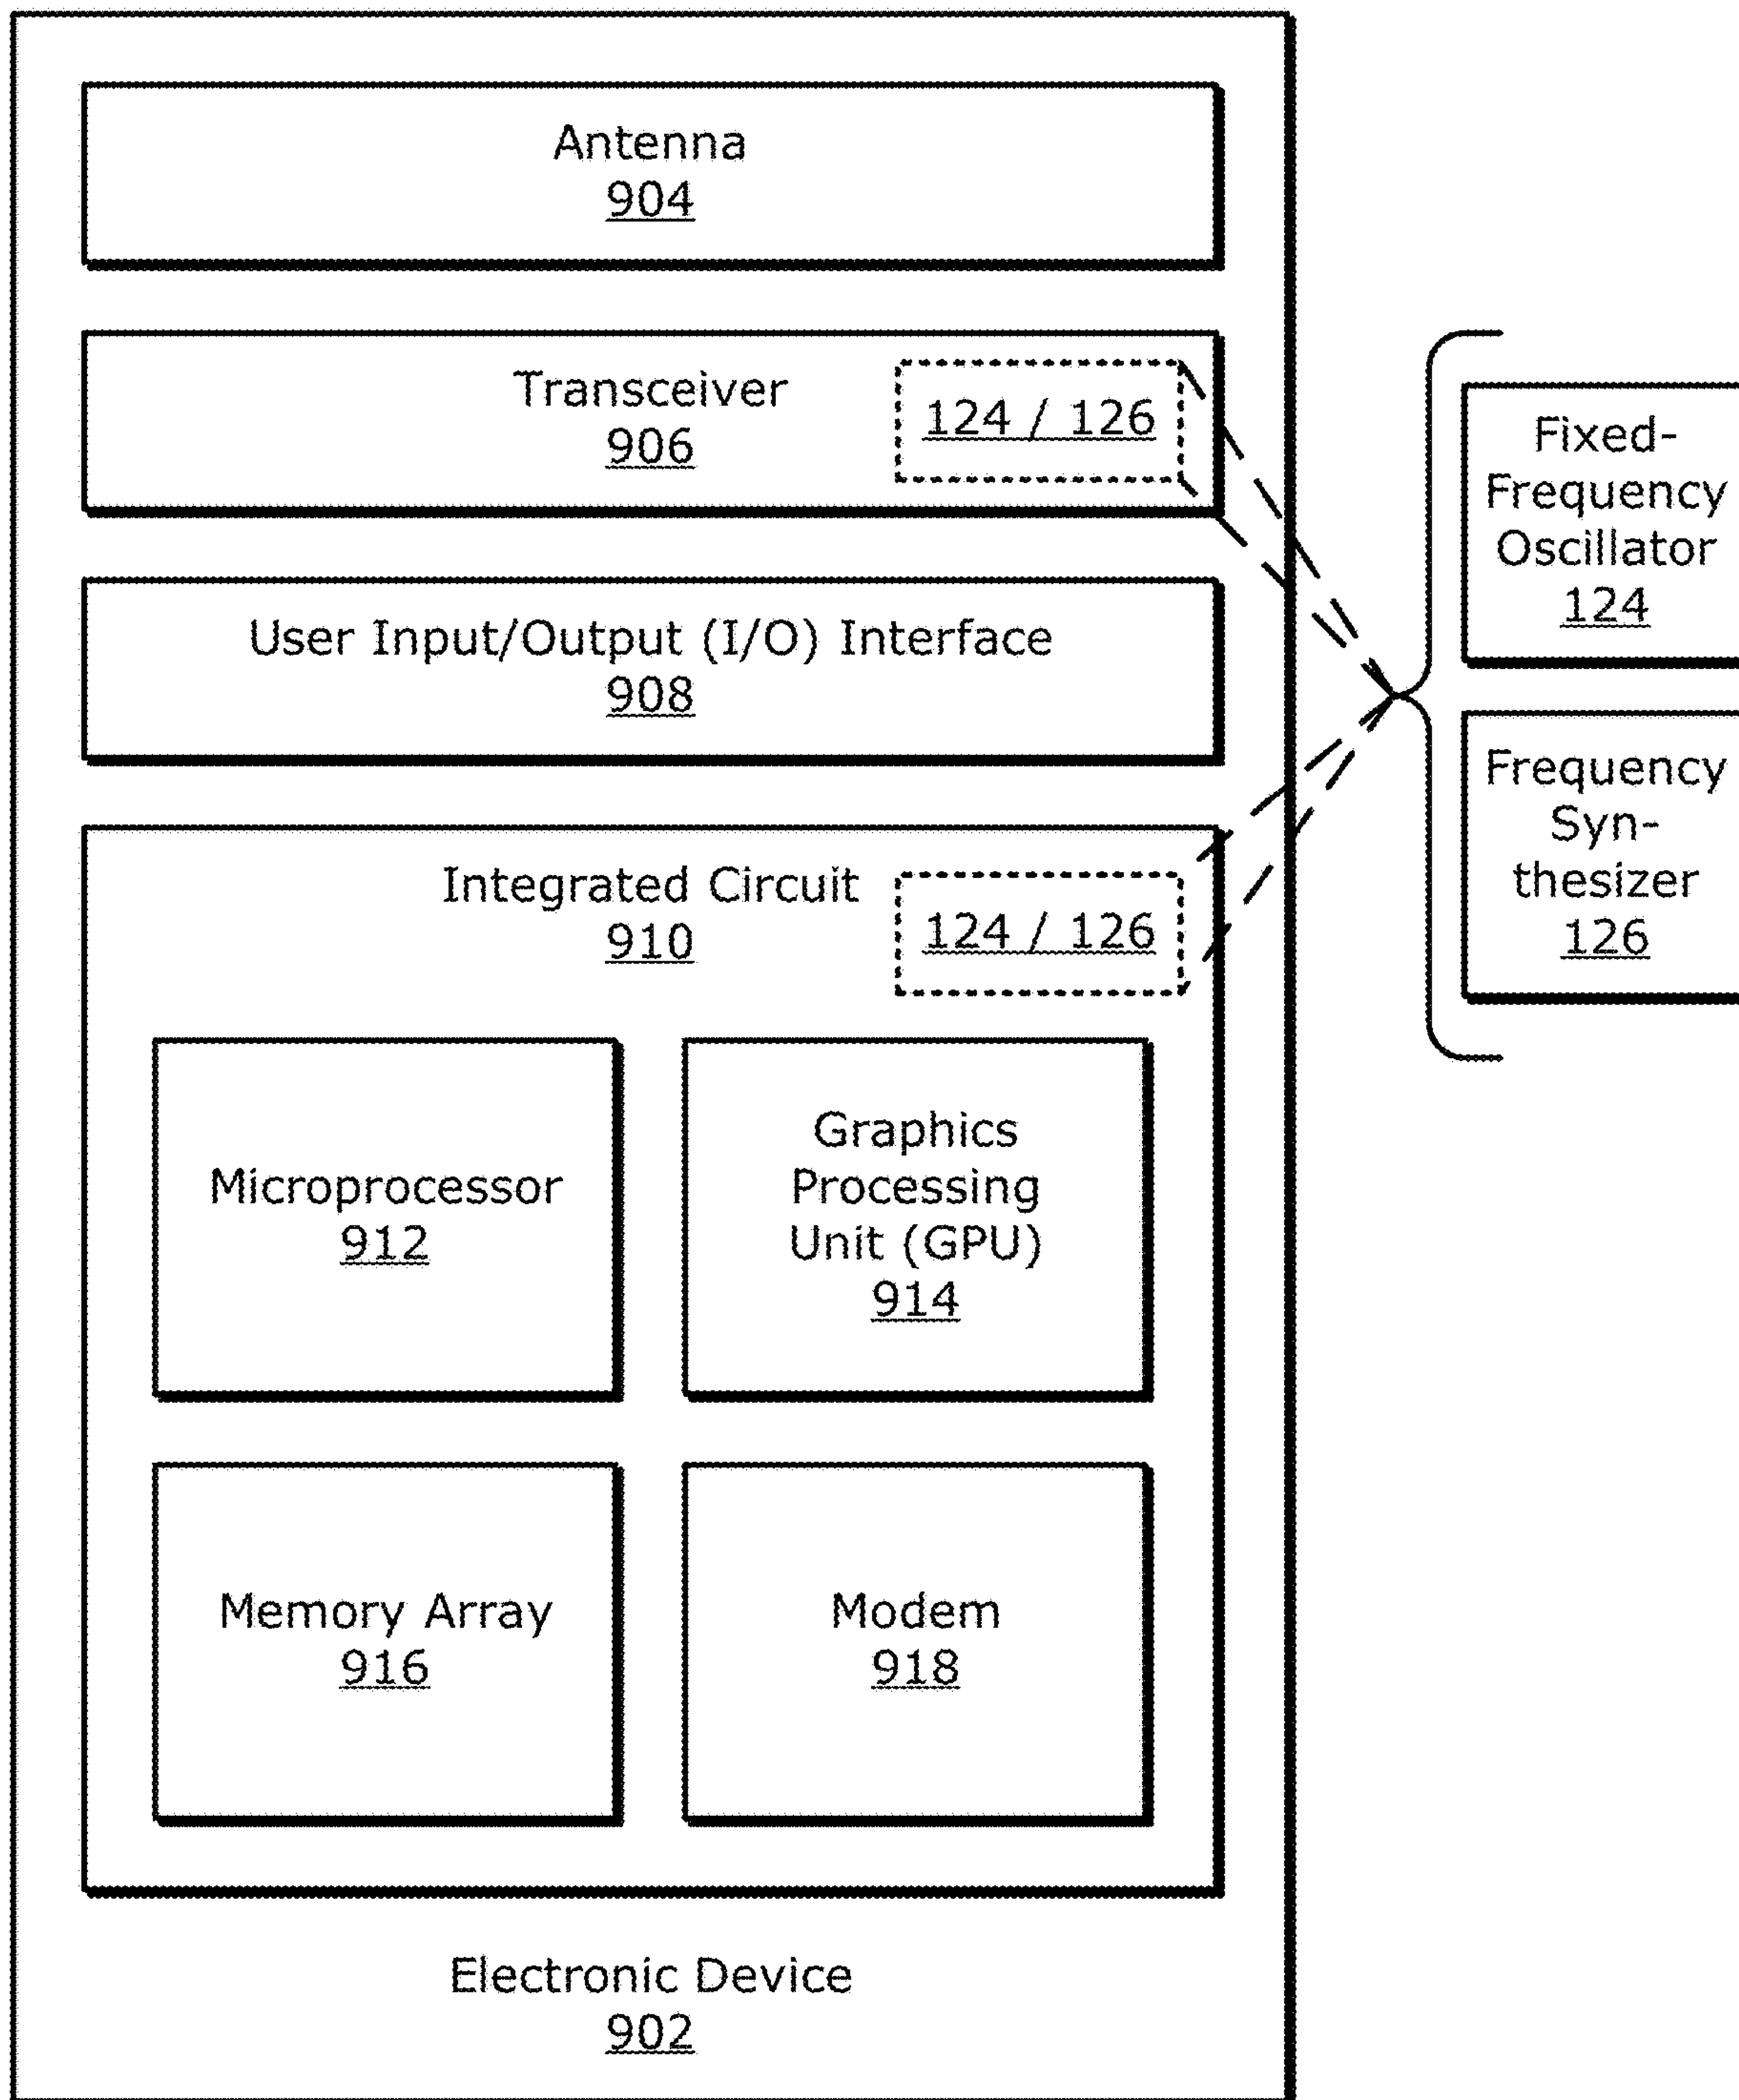 Antenna
904
Transceiver
906
124 / 126
User Input/Output (I/O) Interface
908
Integrated Circuit
910
124 / 126
Microprocessor
912
Graphics
Processing
Unit (GPU)
914
Memory Array
916
Modem
918
Electronic Device
902
Fixed-
Frequency
Oscillator
124
Frequency
Syn-
thesizer
126